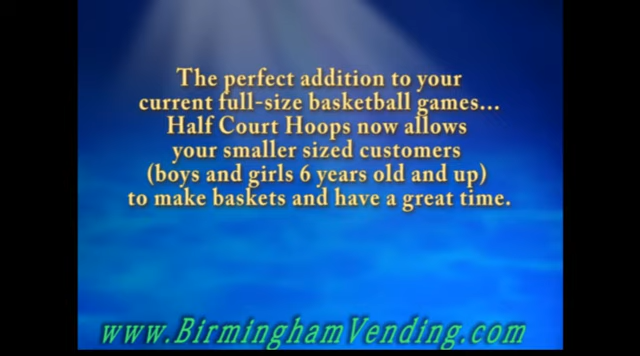 The perfect addition to your
current full-size basketball games...
Half Court Hoops now allows
your smaller sized customers
(boys and girls 6 years old and up)
to make baskets and have a great time.
www.BirminghamVending.com